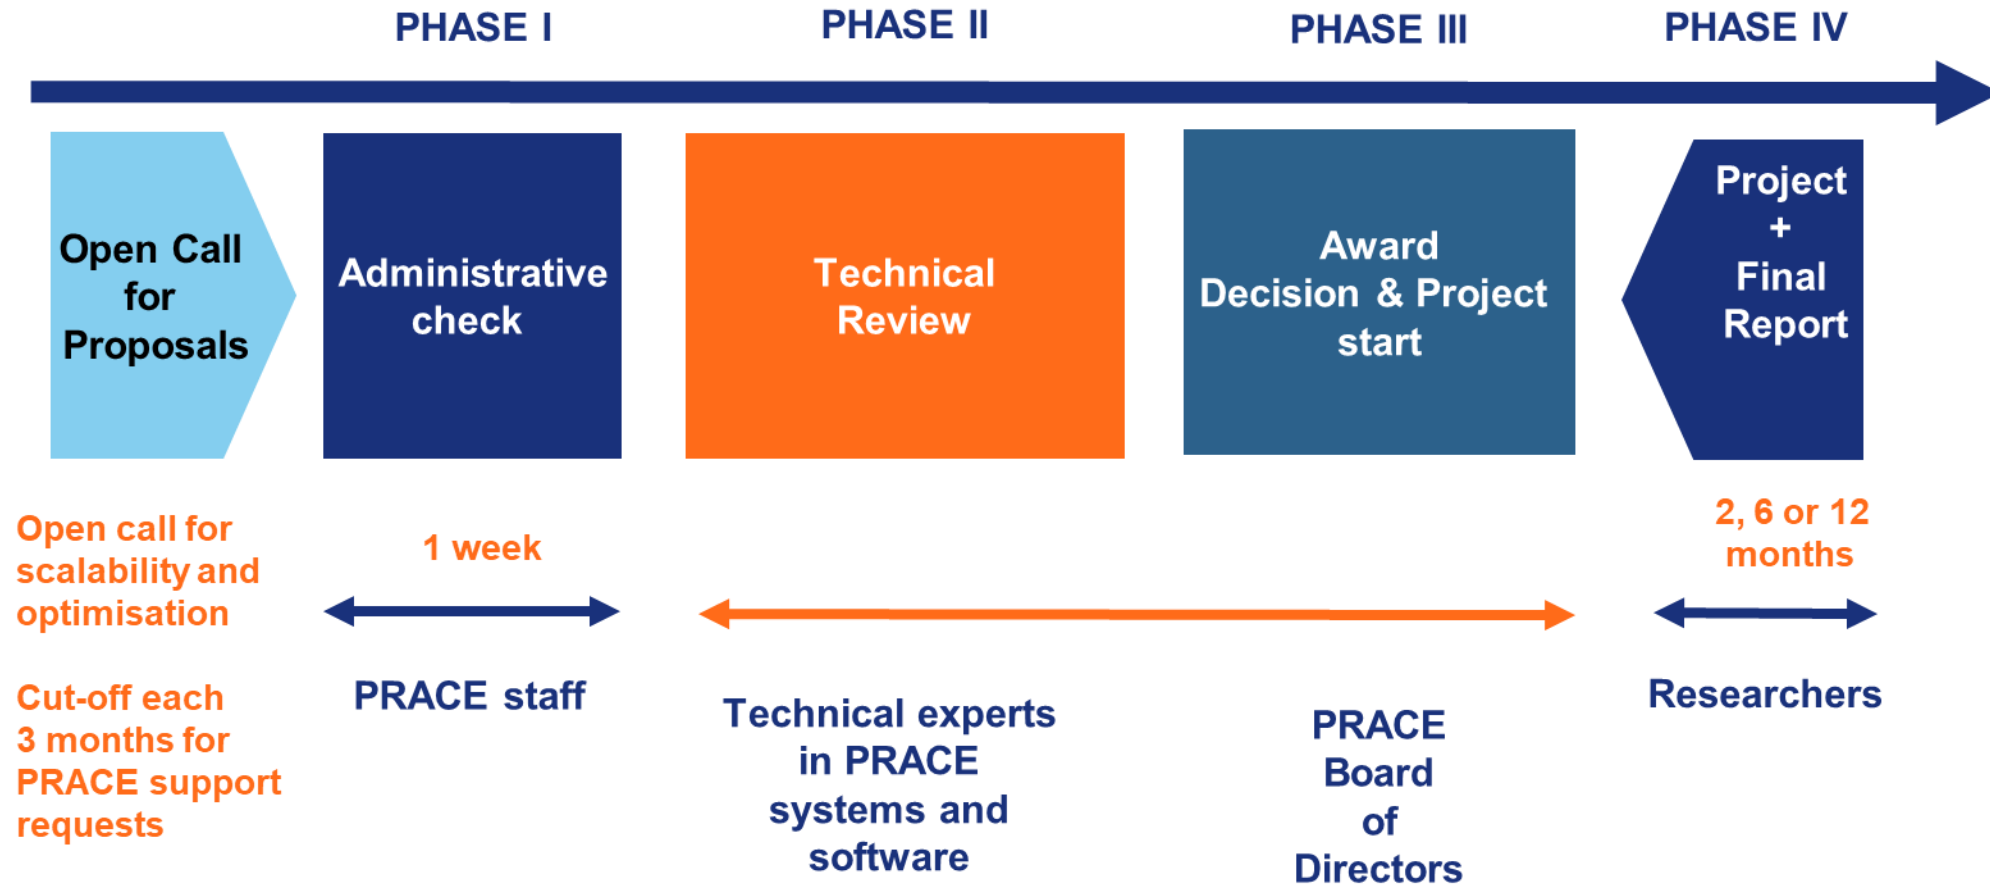 PHASE I
PHASE II
PHASE III
PHASE IV
Open Call
for
Proposals
Administrative
check
Technical
Review
Award
Decision & Project
start
Project
+
Final
Report
Open call for
scalability and
optimisation
Cut-off each
3 months for
PRACE support
requests
1 week
PRACE staff
Technical experts
in PRACE
systems and
software
PRACE
Board
of
Directors
2, 6 or 12
months
Researchers